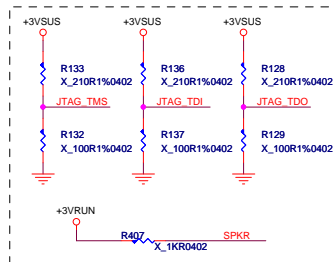 +3VSUS +3VSUS +3VSUS
R133 R136 R128
X_210R1%0402 X_210R1%0402 X_210R1%0402
JTAG_TMS JTAG_TDI JTAG_TDO
R132 R137 R129
X_100R1%0402 X_100R1%0402 X_100R1%0402
+3VRUN
R407 SPKR
X_1KR0402